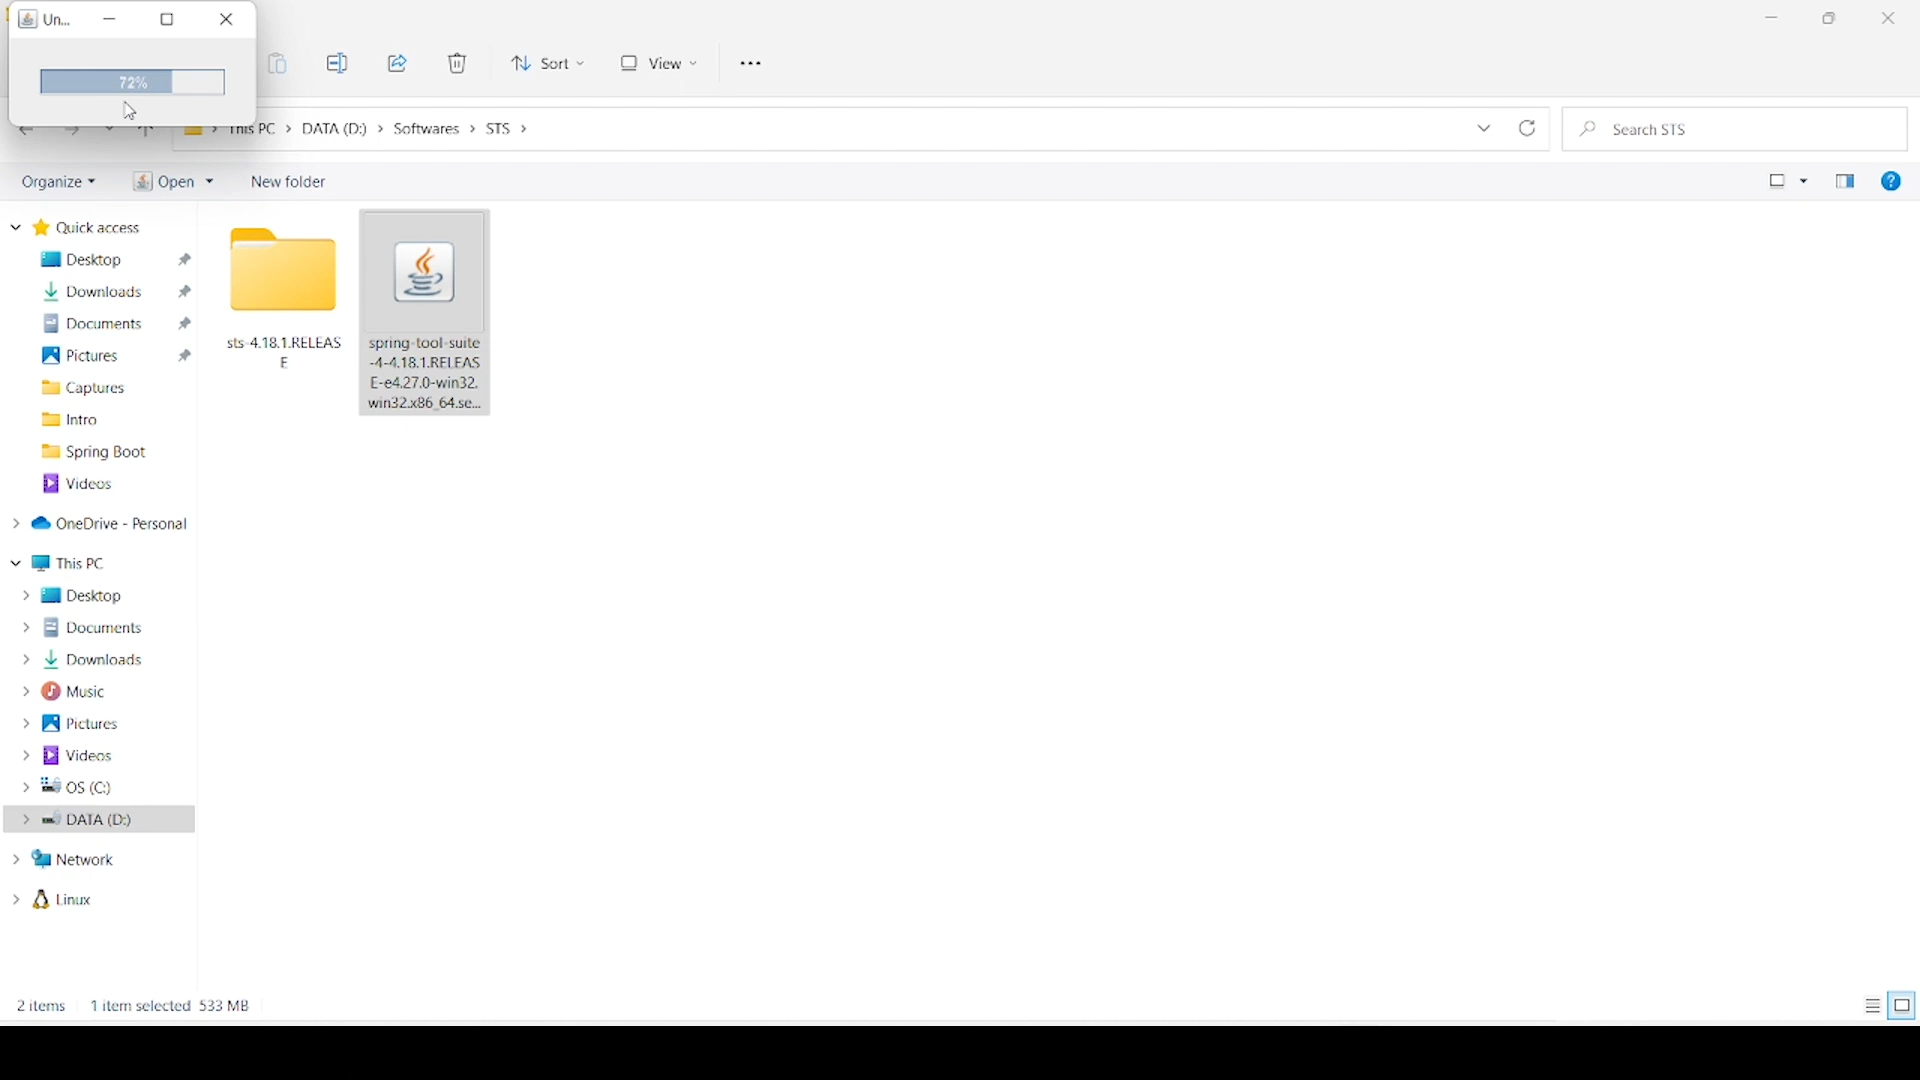 Un...
72%
Sort
View
This PC > DATA (D:) > Softwares > STS >
Search STS
Organize
Open
New folder
Quick access
Desktop
Downloads
Documents
Pictures
Captures
Intro
Spring Boot
Videos
OneDrive - Personal
This PC
Desktop
Documents
Downloads
Music
Pictures
Videos
OS (C:)
DATA (D:)
Network
Linux
sts-4.18.1.RELEAS
E
spring-tool-suite
-4-4.18.1.RELEAS
E-e4.27.0-win32.
win32.x86_64.se...
2 items
1 item selected 533 MB